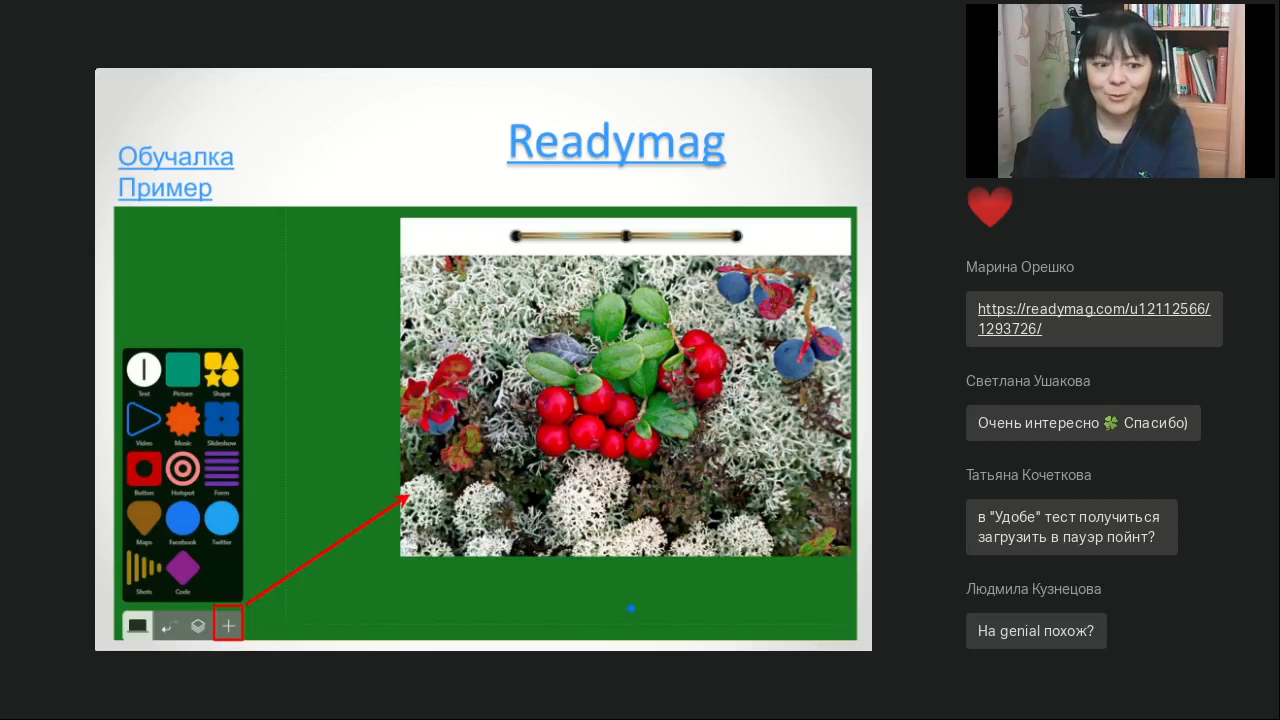 Readymag
Обучалка
Пример
Text Picture Shape
Video Music Slideshow
Button Hotspot Form
Maps Facebook Twitter
Shots Code
Марина Орешко
https://readymag.com/u12112566/
1293726/
Светлана Ушакова
Очень интересно 🍀 Спасибо)
Татьяна Кочеткова
в "Удобе" тест получиться
загрузить в пауэр пойнт?
Людмила Кузнецова
На genial похож?